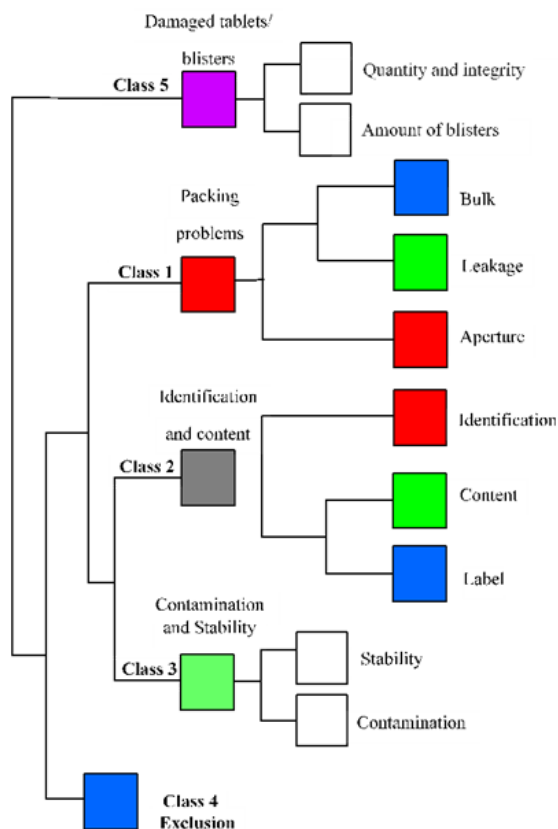 Damaged tablets/
blisters
Class 5
Quantity and integrity
Amount of blisters
Packing
problems
Class 1
Bulk
Leakage
Aperture
Identification
and content
Class 2
Identification
Content
Label
Contamination
and Stability
Class 3
Stability
Contamination
Class 4
Exclusion